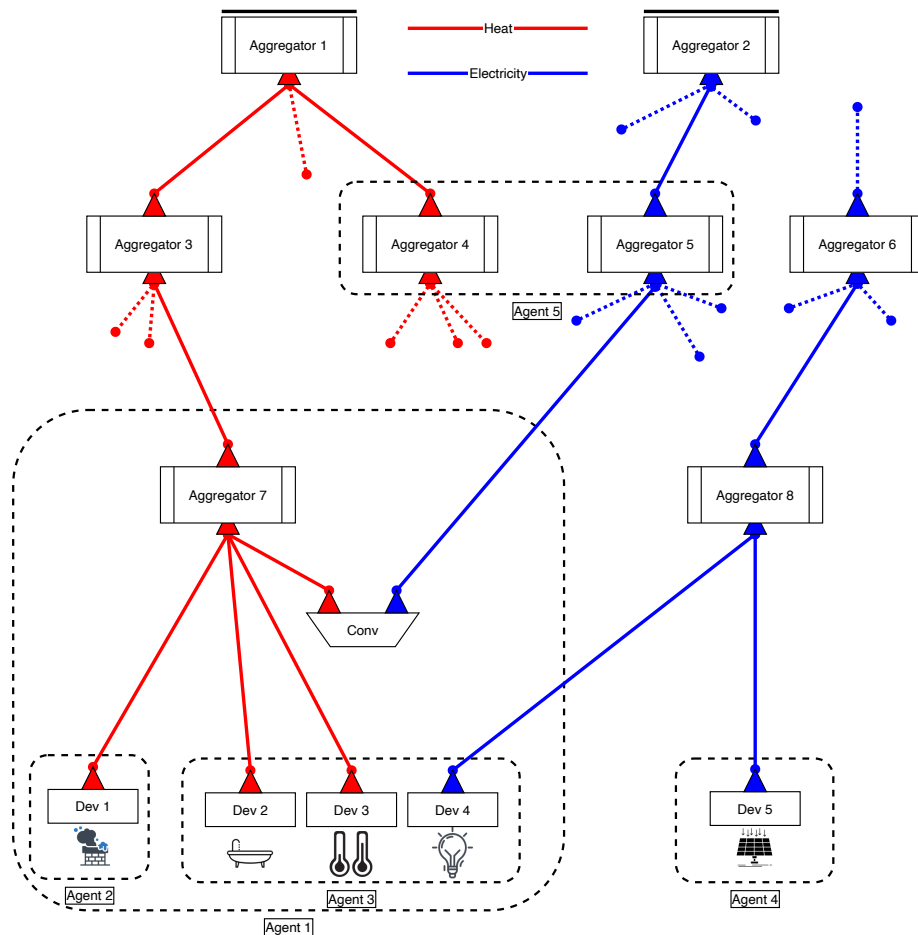 Aggregator 1
Heat
Aggregator 2
Electricity
Aggregator 3
Aggregator 4
Aggregator 5
Aggregator 6
Agent 5
Aggregator 7
Aggregator 8
Conv
Dev 1
Dev 2
Dev 3
Dev 4
Dev 5
Agent 2
Agent 3
Agent 4
Agent 1